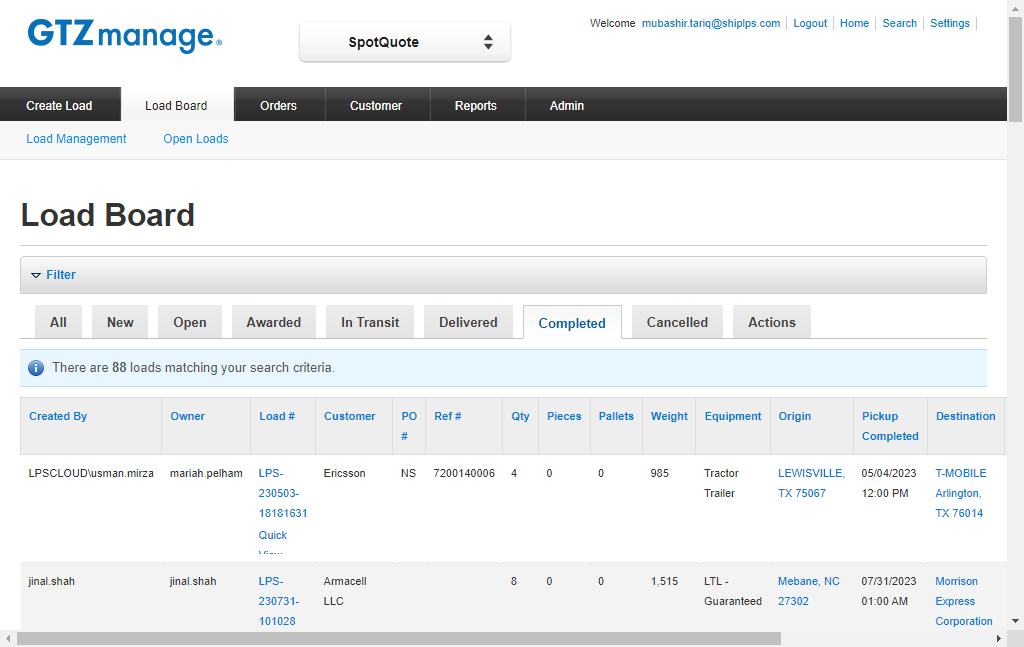 GTZmanage®
SpotQuote
Welcome mubashir.tariq@shiplps.com Logout Home Search Settings
Create Load Load Board Orders Customer Reports Admin
Load Management Open Loads
Load Board
Filter
All New Open Awarded In Transit Delivered Completed Cancelled Actions
There are 88 loads matching your search criteria.
Created By Owner Load # Customer PO # Ref # Qty Pieces Pallets Weight Equipment Origin Pickup Completed Destination
LPSCLOUD\usman.mirza mariah.pelham LPS- Ericsson NS 7200140006 4 0 0 985 Tractor LEWISVILLE, 05/04/2023 T-MOBILE
230503- Trailer TX 75067 12:00 PM Arlington,
18181631 TX 76014
Quick
View
jinal.shah jinal.shah LPS- Armacell 8 0 0 1,515 LTL - Mebane, NC 07/31/2023 Morrison
230731- LLC Guaranteed 27302 01:00 AM Express
101028 Corporation